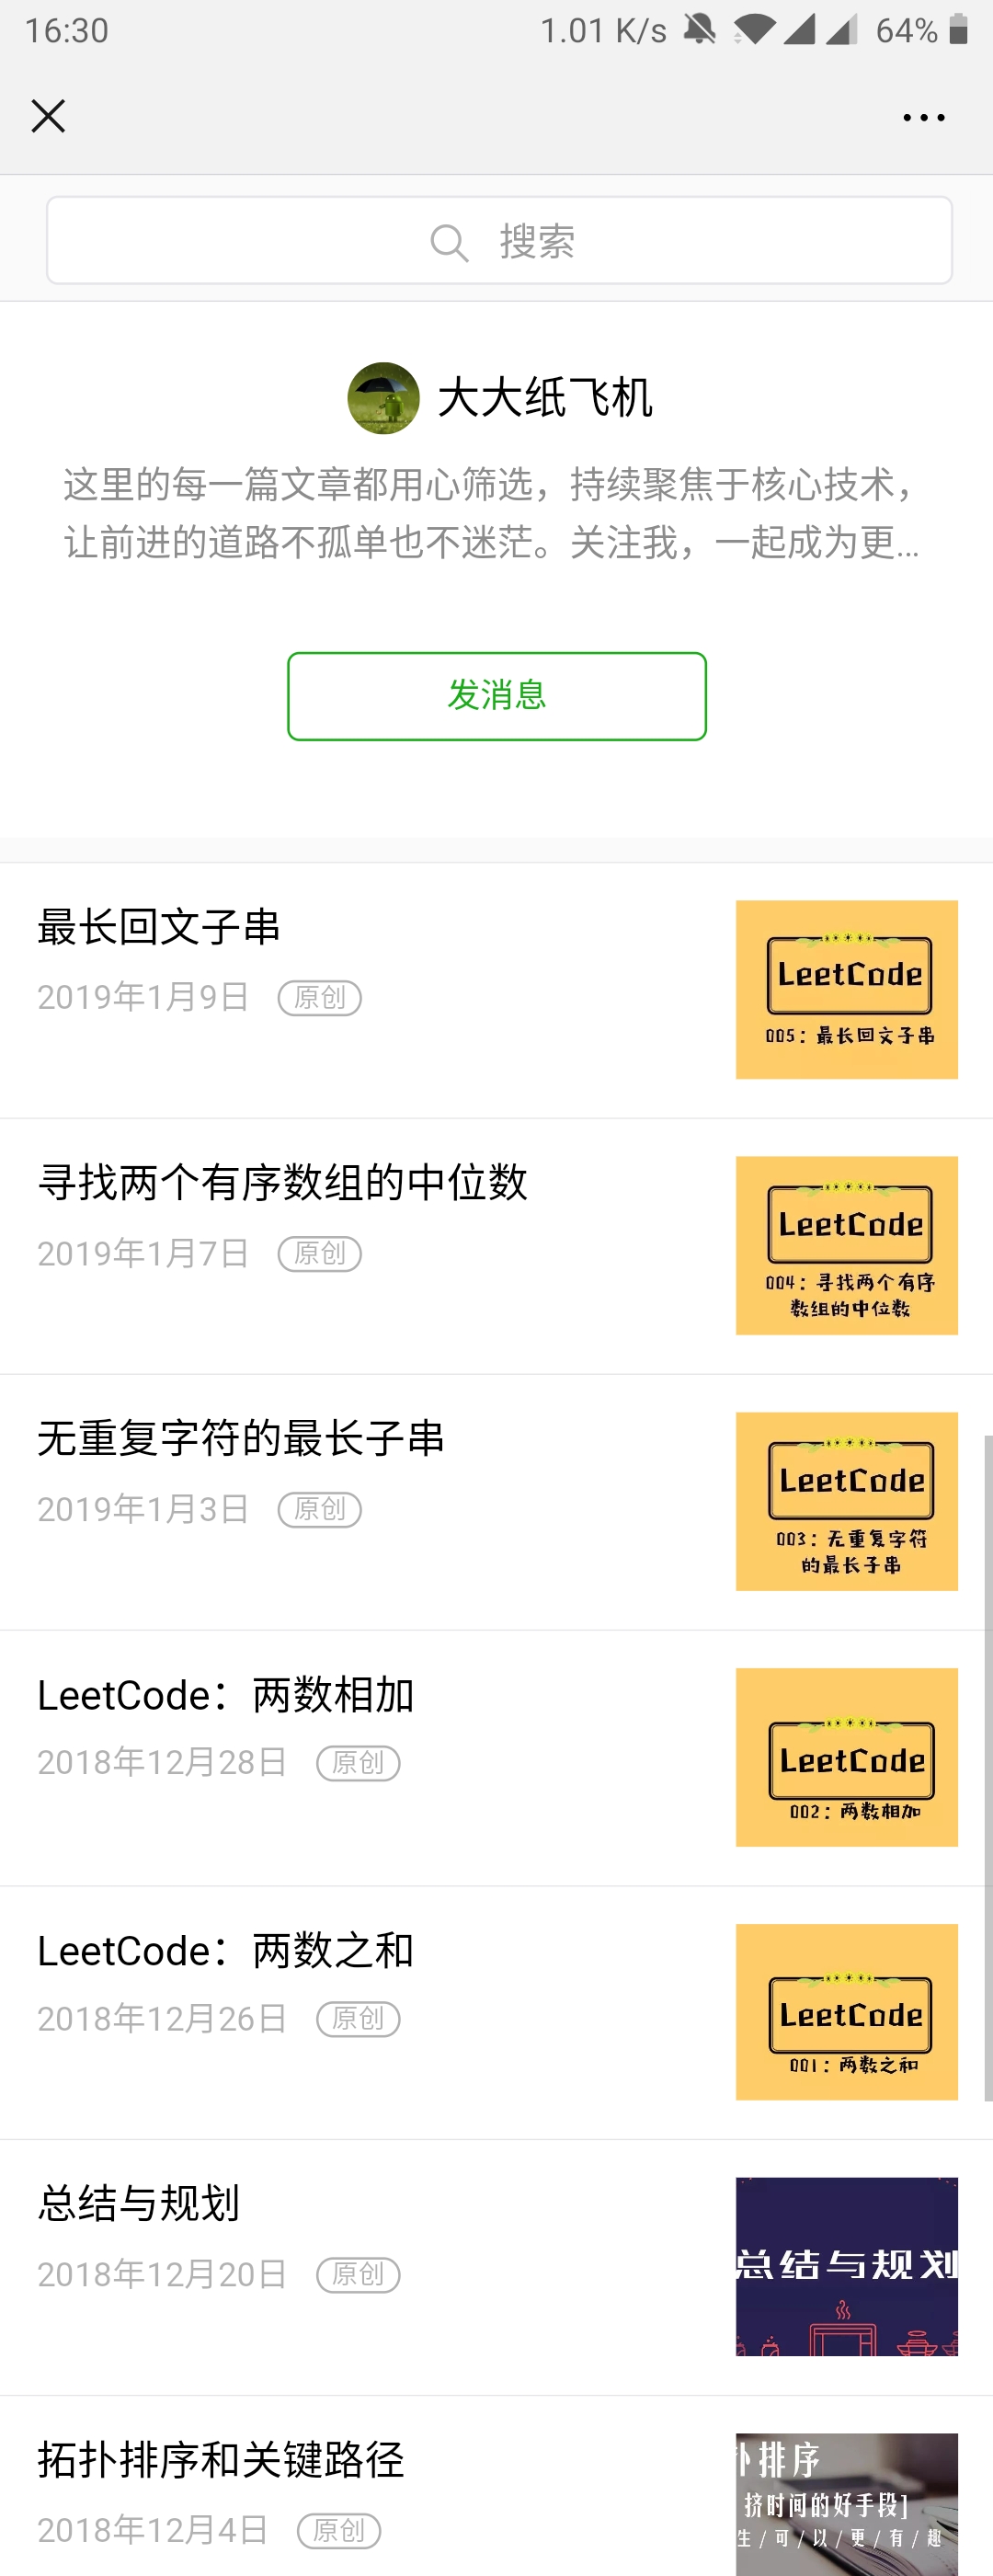 16:30 1.01 K/s 64%
搜索
大大纸飞机
这里的每一篇文章都用心筛选，持续聚焦于核心技术，
让前进的道路不孤单也不迷茫。关注我，一起成为更...
发消息
最长回文子串
2019年1月9日 原创
LeetCode
005：最长回文子串
寻找两个有序数组的中位数
2019年1月7日 原创
LeetCode
004：寻找两个有序
数组的中位数
无重复字符的最长子串
2019年1月3日 原创
LeetCode
003：无重复字符
的最长子串
LeetCode：两数相加
2018年12月28日 原创
LeetCode
002：两数相加
LeetCode：两数之和
2018年12月26日 原创
LeetCode
001：两数之和
总结与规划
2018年12月20日 原创
总结与规划
拓扑排序和关键路径
2018年12月4日 原创
扑排序
挤时间的好手段]
生/可/以/更/有/趣